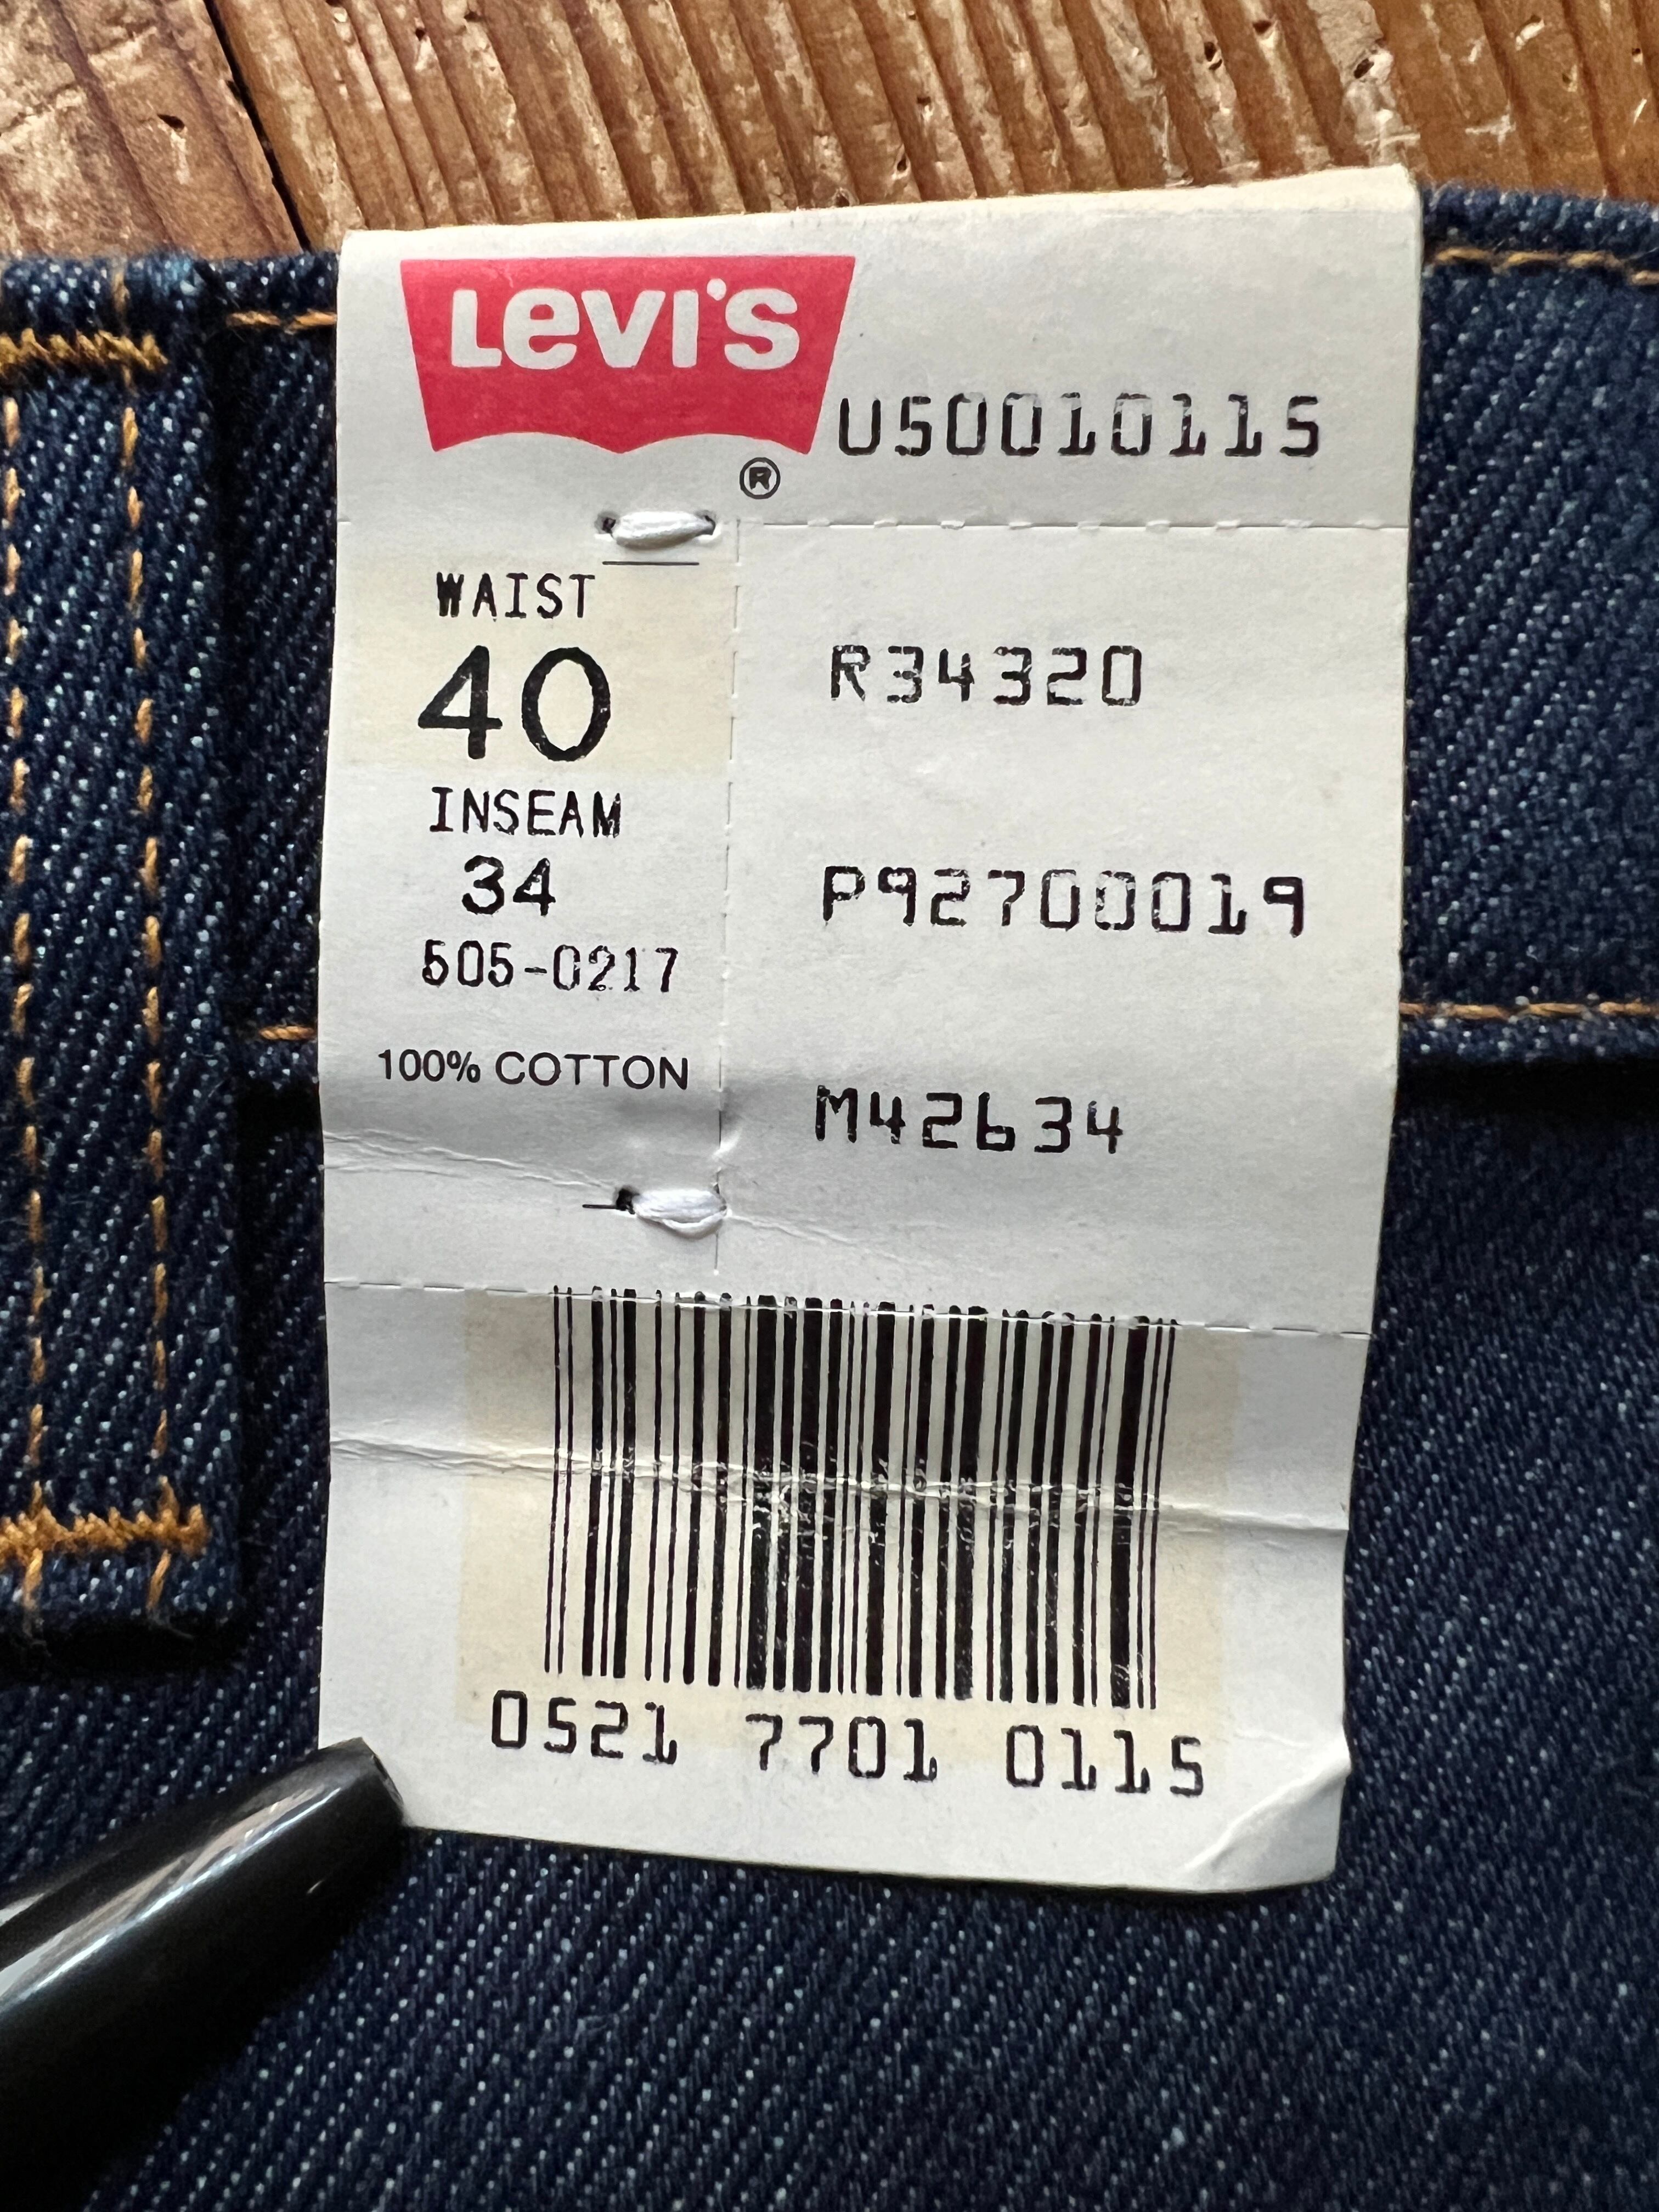 Levi's
®
U50010115
WAIST
40
INSEAM
34
505-0217
100% COTTON
R34320
P92700019
M42634
0521 7701 0115